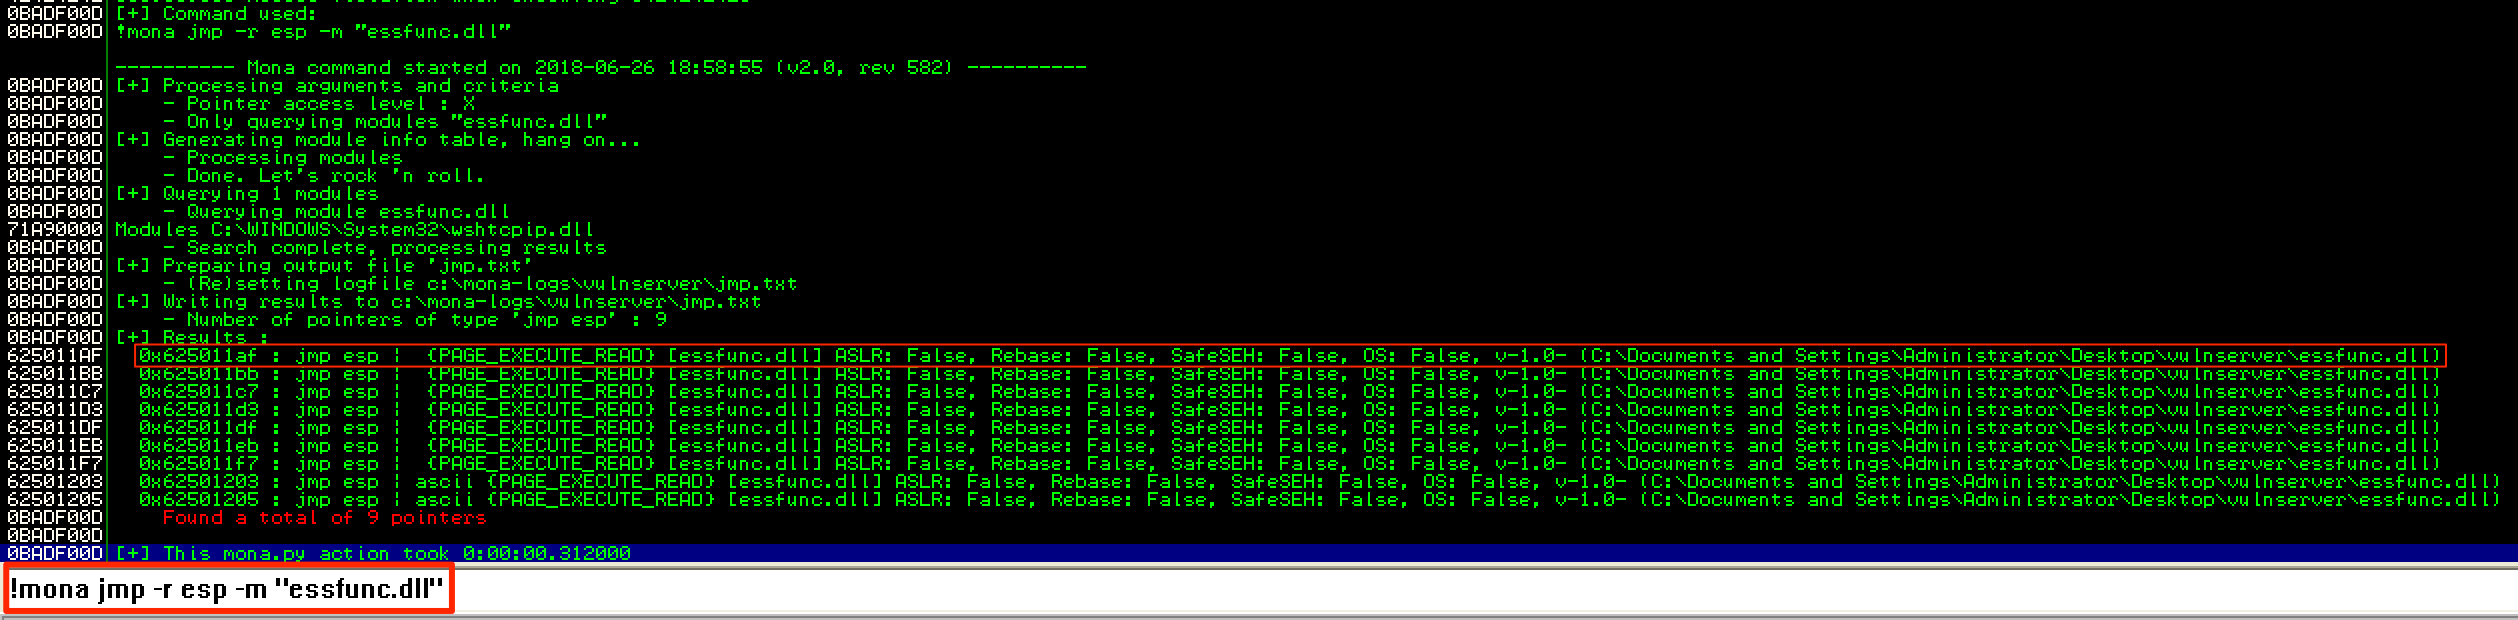 0BADF00D [+] Command used:
0BADF00D !mona jmp -r esp -m "essfunc.dll"
---------- Mona command started on 2018-06-26 18:58:55 (v2.0, rev 582) ----------
0BADF00D [+] Processing arguments and criteria
0BADF00D - Pointer access level : X
0BADF00D - Only querying modules "essfunc.dll"
0BADF00D [+] Generating module info table, hang on...
0BADF00D - Processing modules
0BADF00D - Done. Let's rock 'n roll.
0BADF00D [+] Querying 1 modules
0BADF00D - Querying module essfunc.dll
71A90000 Modules C:\WINDOWS\System32\wshtcpip.dll
0BADF00D - Search complete, processing results
0BADF00D [+] Preparing output file 'jmp.txt'
0BADF00D - (Re)setting logfile c:\mona-logs\vulnserver\jmp.txt
0BADF00D [+] Writing results to c:\mona-logs\vulnserver\jmp.txt
0BADF00D - Number of pointers of type 'jmp esp' : 9
0BADF00D [+] Results :
625011AF 0x625011af : jmp esp | {PAGE_EXECUTE_READ} [essfunc.dll] ASLR: False, Rebase: False, SafeSEH: False, OS: False, v-1.0- (C:\Documents and Settings\Administrator\Desktop\vulnserver\essfunc.dll)
625011BB 0x625011bb : jmp esp | {PAGE_EXECUTE_READ} [essfunc.dll] ASLR: False, Rebase: False, SafeSEH: False, OS: False, v-1.0- (C:\Documents and Settings\Administrator\Desktop\vulnserver\essfunc.dll)
625011C7 0x625011c7 : jmp esp | {PAGE_EXECUTE_READ} [essfunc.dll] ASLR: False, Rebase: False, SafeSEH: False, OS: False, v-1.0- (C:\Documents and Settings\Administrator\Desktop\vulnserver\essfunc.dll)
625011D3 0x625011d3 : jmp esp | {PAGE_EXECUTE_READ} [essfunc.dll] ASLR: False, Rebase: False, SafeSEH: False, OS: False, v-1.0- (C:\Documents and Settings\Administrator\Desktop\vulnserver\essfunc.dll)
625011DF 0x625011df : jmp esp | {PAGE_EXECUTE_READ} [essfunc.dll] ASLR: False, Rebase: False, SafeSEH: False, OS: False, v-1.0- (C:\Documents and Settings\Administrator\Desktop\vulnserver\essfunc.dll)
625011EB 0x625011eb : jmp esp | {PAGE_EXECUTE_READ} [essfunc.dll] ASLR: False, Rebase: False, SafeSEH: False, OS: False, v-1.0- (C:\Documents and Settings\Administrator\Desktop\vulnserver\essfunc.dll)
625011F7 0x625011f7 : jmp esp | {PAGE_EXECUTE_READ} [essfunc.dll] ASLR: False, Rebase: False, SafeSEH: False, OS: False, v-1.0- (C:\Documents and Settings\Administrator\Desktop\vulnserver\essfunc.dll)
62501203 0x62501203 : jmp esp | ascii {PAGE_EXECUTE_READ} [essfunc.dll] ASLR: False, Rebase: False, SafeSEH: False, OS: False, v-1.0- (C:\Documents and Settings\Administrator\Desktop\vulnserver\essfunc.dll)
62501205 0x62501205 : jmp esp | ascii {PAGE_EXECUTE_READ} [essfunc.dll] ASLR: False, Rebase: False, SafeSEH: False, OS: False, v-1.0- (C:\Documents and Settings\Administrator\Desktop\vulnserver\essfunc.dll)
0BADF00D Found a total of 9 pointers
0BADF00D
0BADF00D [+] This mona.py action took 0:00:00.312000
!mona jmp -r esp -m "essfunc.dll"